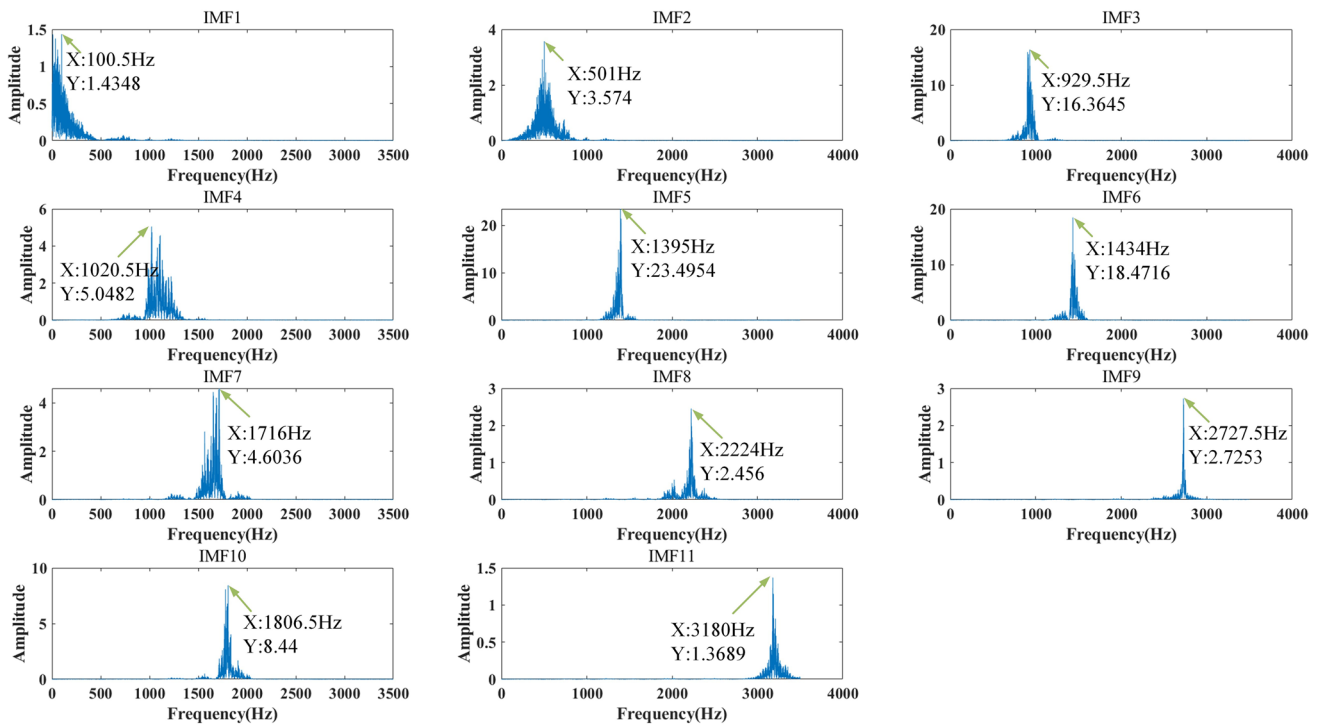 IMF1
1.5
1
0.5
0
Amplitude
X:100.5Hz
Y:1.4348
0 500 1000 1500 2000 2500 3000 3500
Frequency(Hz)
IMF2
4
2
0
Amplitude
X:501Hz
Y:3.574
0 1000 2000 3000 4000
Frequency(Hz)
IMF3
20
10
0
Amplitude
X:929.5Hz
Y:16.3645
0 1000 2000 3000 4000
Frequency(Hz)
IMF4
6
4
2
0
Amplitude
X:1020.5Hz
Y:5.0482
0 500 1000 1500 2000 2500 3000 3500
Frequency(Hz)
IMF5
20
10
0
Amplitude
X:1395Hz
Y:23.4954
0 1000 2000 3000 4000
Frequency(Hz)
IMF6
20
10
0
Amplitude
X:1434Hz
Y:18.4716
0 1000 2000 3000 4000
Frequency(Hz)
IMF7
4
2
0
Amplitude
X:1716Hz
Y:4.6036
0 500 1000 1500 2000 2500 3000 3500
Frequency(Hz)
IMF8
3
2
1
0
Amplitude
X:2224Hz
Y:2.456
0 1000 2000 3000 4000
Frequency(Hz)
IMF9
3
2
1
0
Amplitude
X:2727.5Hz
Y:2.7253
0 1000 2000 3000 4000
Frequency(Hz)
IMF10
10
5
0
Amplitude
X:1806.5Hz
Y:8.44
0 500 1000 1500 2000 2500 3000 3500
Frequency(Hz)
IMF11
1.5
1
0.5
0
Amplitude
X:3180Hz
Y:1.3689
0 1000 2000 3000 4000
Frequency(Hz)